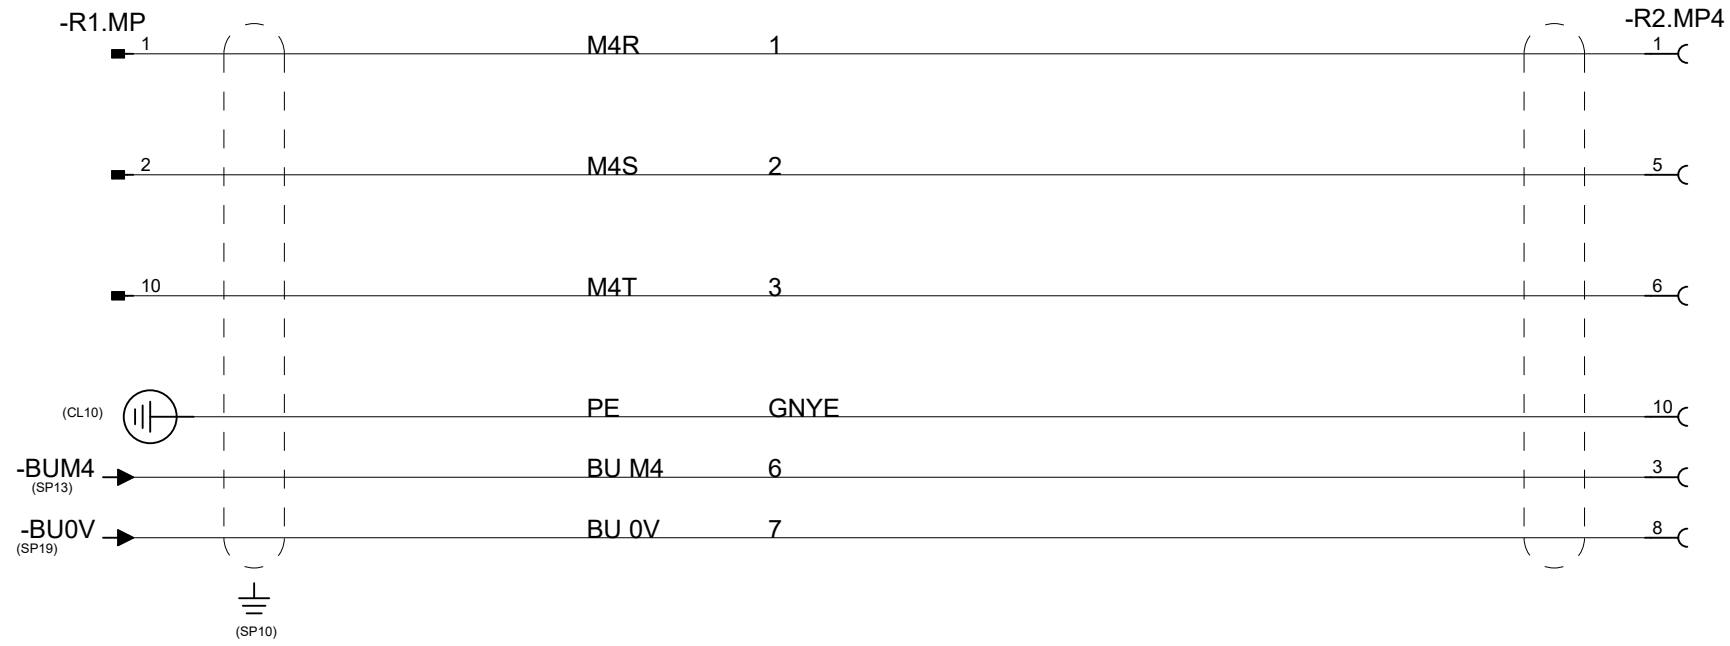 -R1.MP -R2.MP4
1 M4R 1 1
2 M4S 2 5
10 M4T 3 6
(CL10) PE GNYE 10
-BUM4 BU M4 6 3
(SP13)
-BU0V BU 0V 7 8
(SP19)
(SP10)